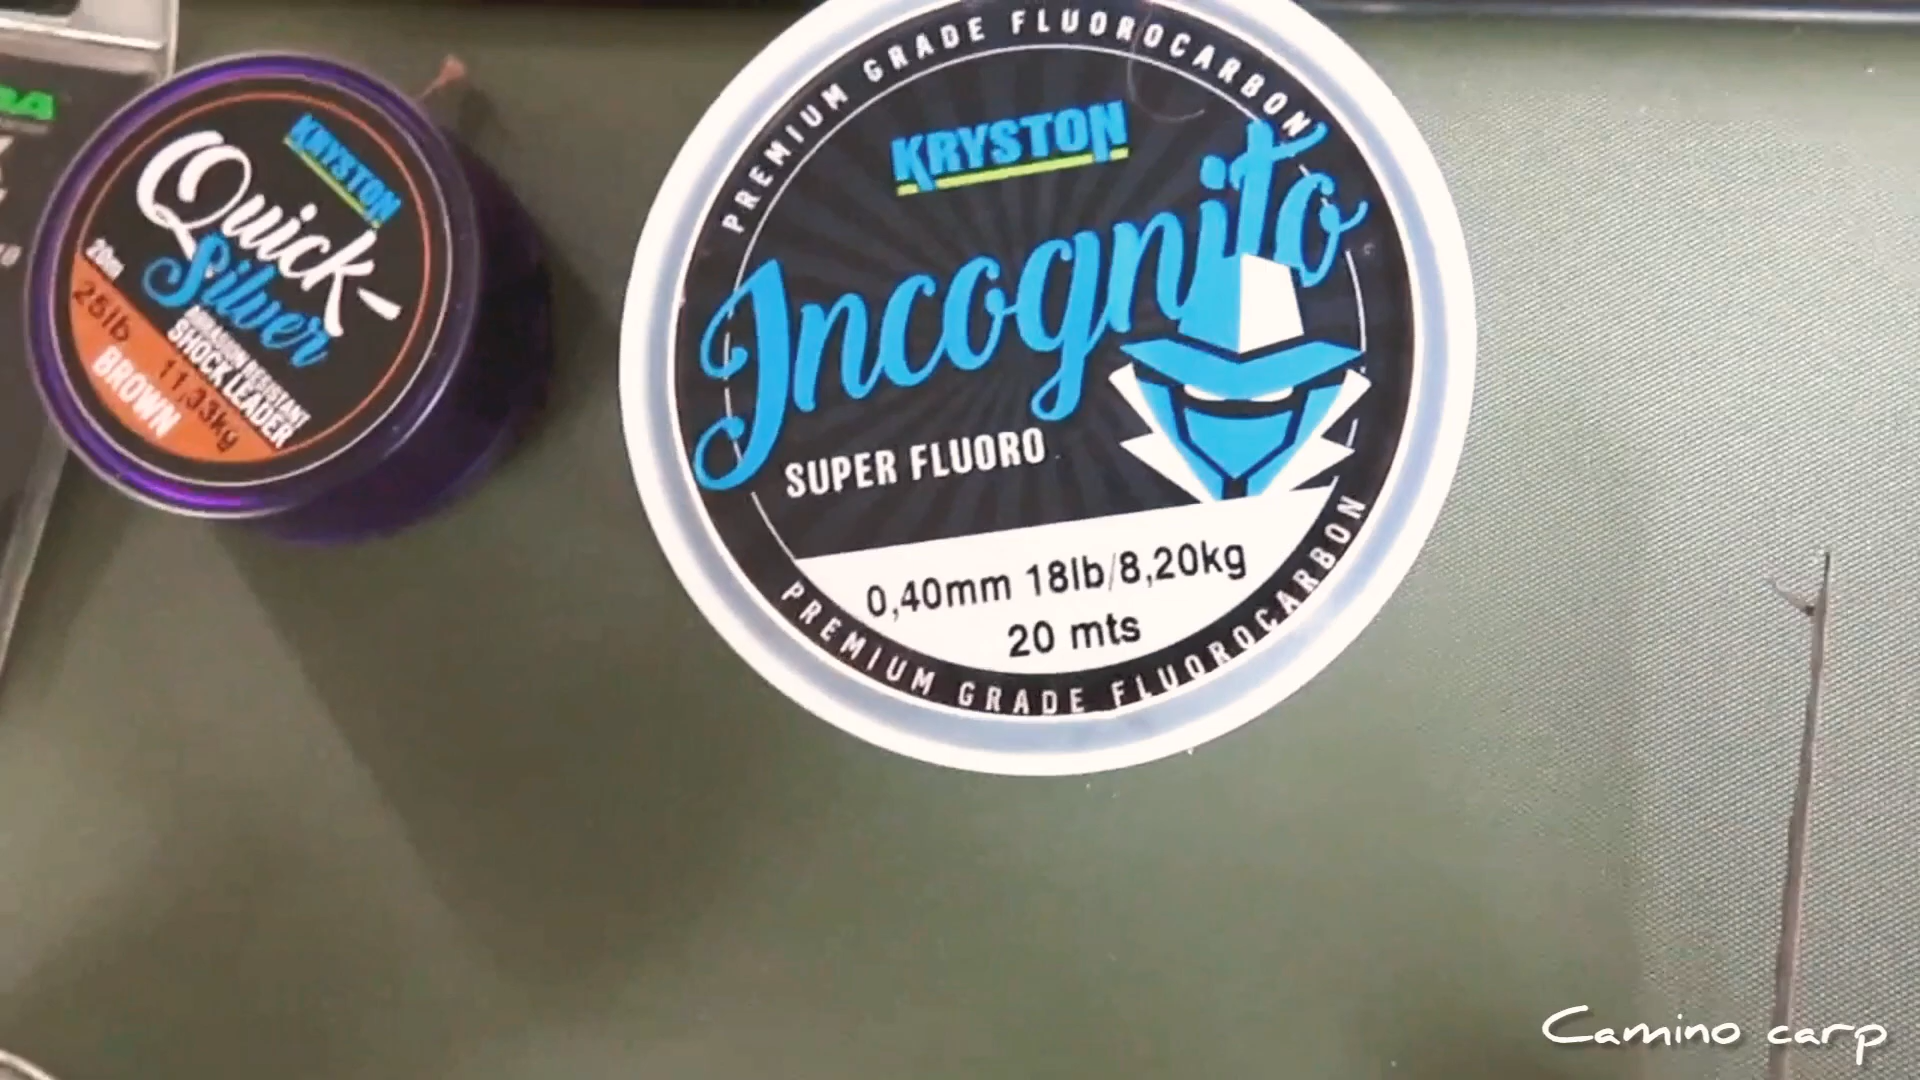 KRYSTON
Quick-
Silver
20m
25lb 11,33kg
ABRASION RESISTANT
SHOCK LEADER
BROWN
PREMIUM GRADE FLUOROCARBON
KRYSTON
Incognito
SUPER FLUORO
0,40mm 18lb/8,20kg
20 mts
PREMIUM GRADE FLUOROCARBON
Camino carp